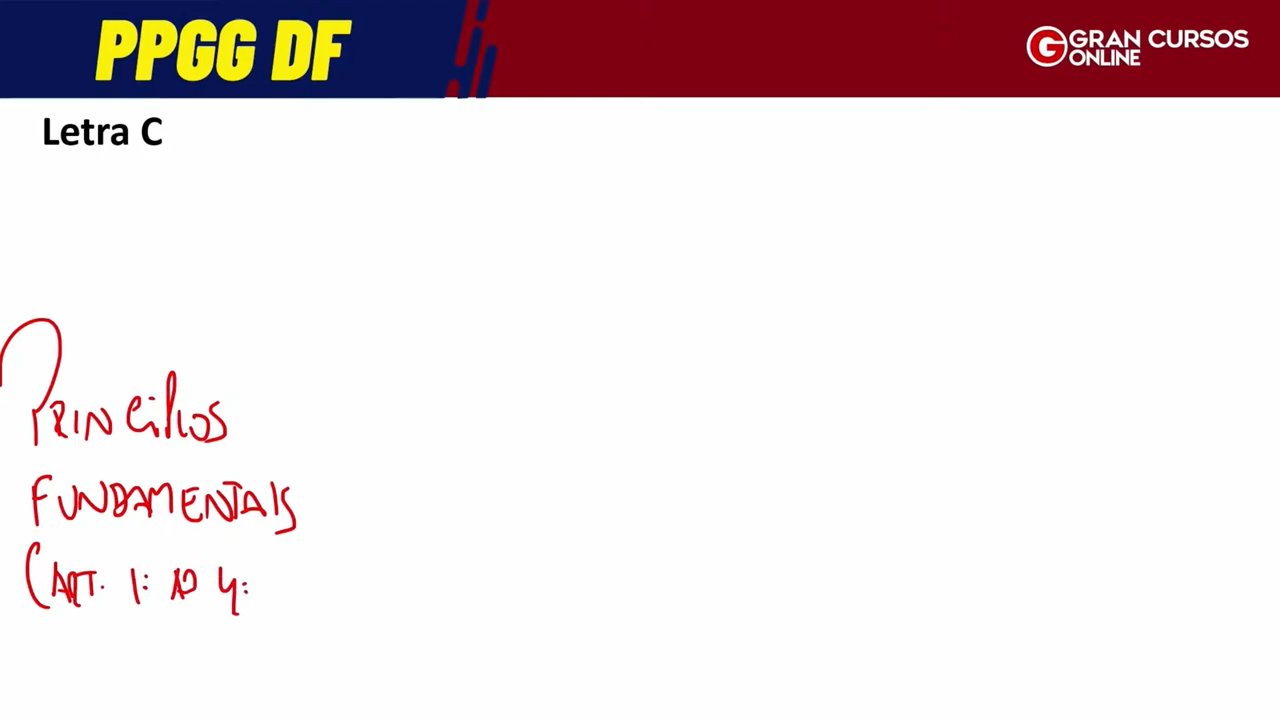 PPGG DF
GRAN CURSOS
ONLINE
Letra C
PRINCÍPIOS
FUNDAMENTAIS
(ART. 1º AO 4º